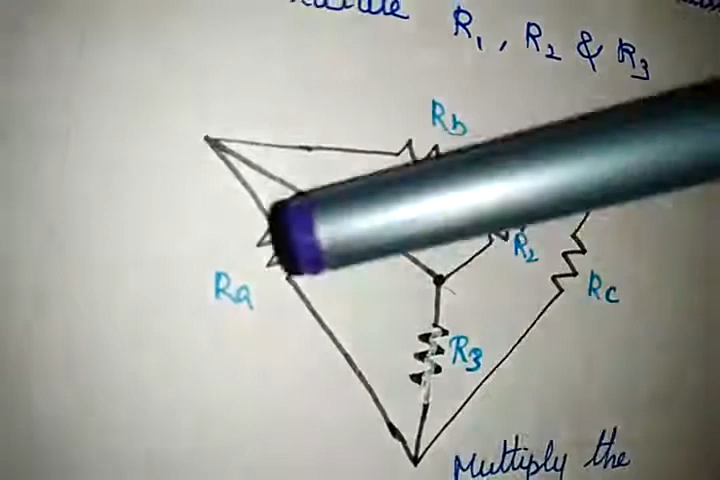 R1, R2 & R3
Rb
R2
Ra
Rc
R3
Multiply the